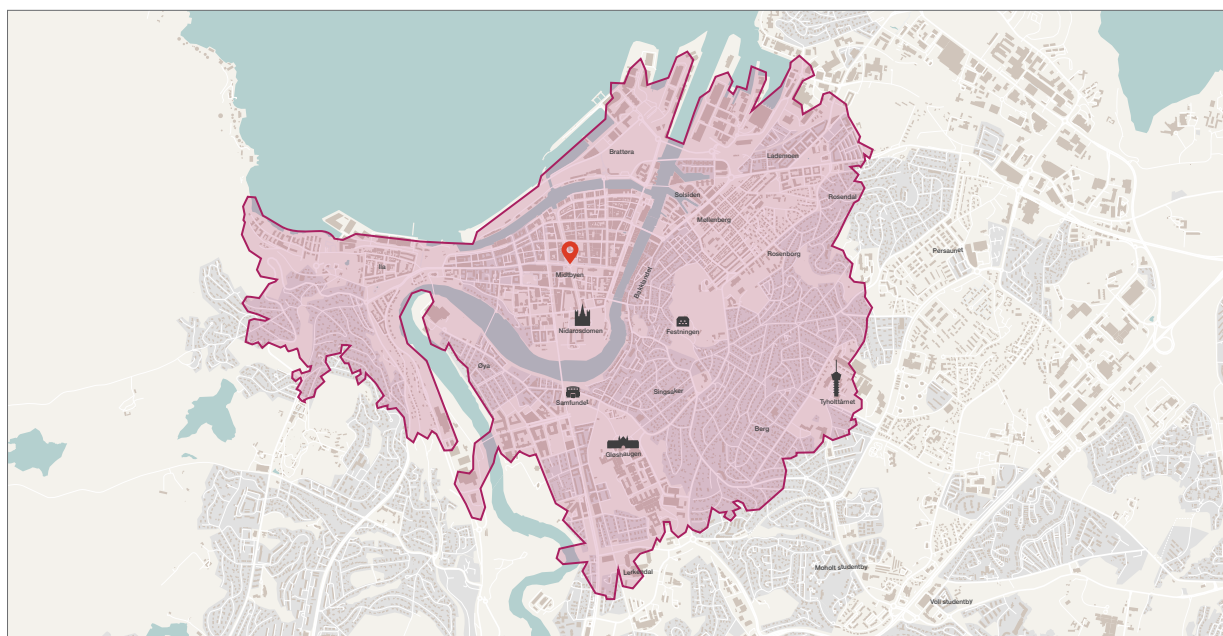 Brattøra
Lademoen
Solsiden
Rosendal
Møllenberg
Persaunet
Rosenborg
Ila
Midtbyen
Bakklandet
Nidarosdomen
Festningen
Øya
Singsaker
Samfundet
Tyholttårnet
Berg
Gløshaugen
Lerkendal
Moholt studentby
Voll studentby